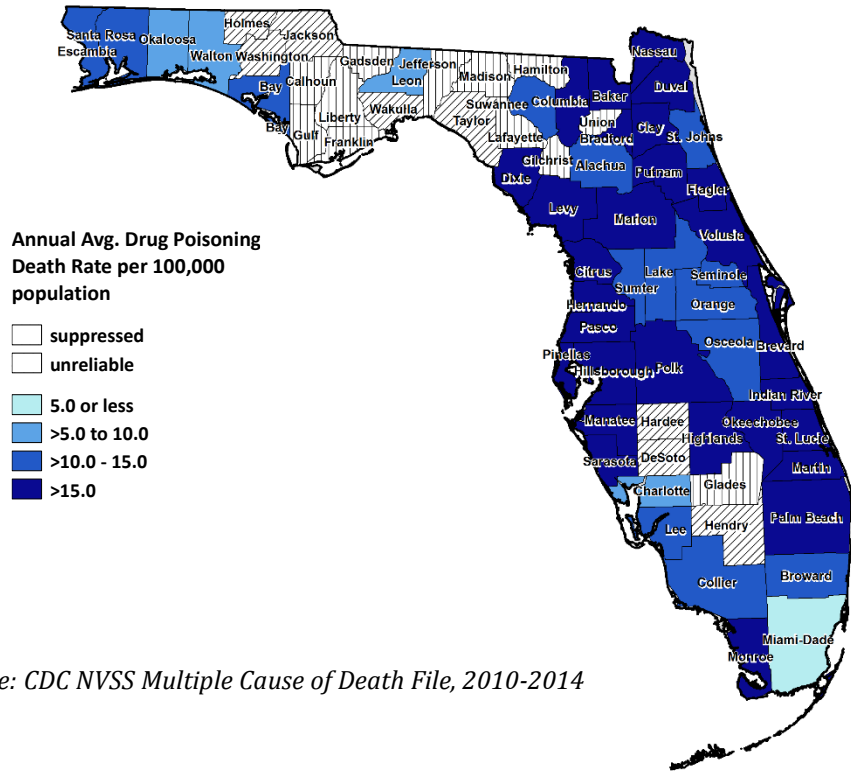 Holmes
Jackson
Santa Rosa
Okaloosa
Escambia
Walton
Washington
Gadsden
Jefferson
Leon
Madison
Hamilton
Nassau
Bay
Calhoun
Liberty
Wakulla
Suwannee
Columbia
Baker
Duval
Bay
Gulf
Franklin
Taylor
Lafayette
Union
Bradford
Clay
St. Johns
Gilchrist
Alachua
Putnam
Dixie
Flagler
Levy
Marion
Volusia
Annual Avg. Drug Poisoning
Death Rate per 100,000
population
suppressed
unreliable
5.0 or less
>5.0 to 10.0
>10.0 - 15.0
>15.0
Citrus
Lake
Sumter
Seminole
Hernando
Orange
Pasco
Osceola
Brevard
Pinellas
Hillsborough
Polk
Indian River
Manatee
Hardee
Okeechobee
Highlands
St. Lucie
Sarasota
DeSoto
Martin
Charlotte
Glades
Palm Beach
Lee
Hendry
Collier
Broward
Miami-Dade
Monroe
e: CDC NVSS Multiple Cause of Death File, 2010-2014